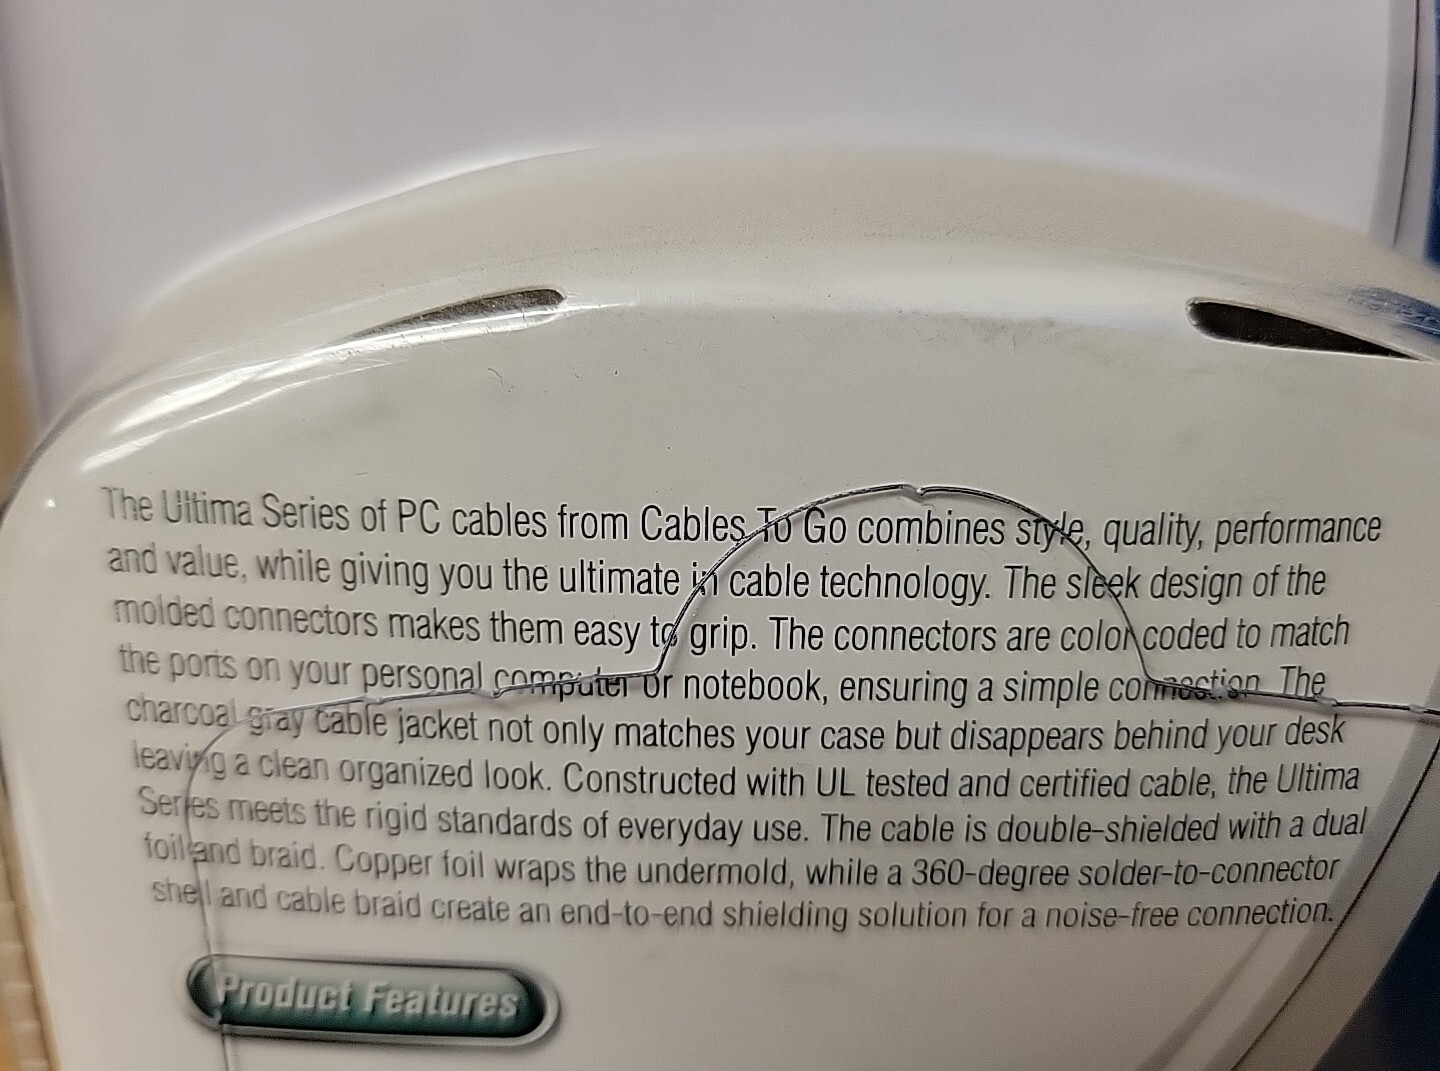 The Ultima Series of PC cables from Cables To Go combines style, quality, performance
and value, while giving you the ultimate in cable technology. The sleek design of the
molded connectors makes them easy to grip. The connectors are color coded to match
the ports on your personal computer or notebook, ensuring a simple connection. The
charcoal gray cable jacket not only matches your case but disappears behind your desk
leaving a clean organized look. Constructed with UL tested and certified cable, the Ultima
Series meets the rigid standards of everyday use. The cable is double-shielded with a dual
foil and braid. Copper foil wraps the undermold, while a 360-degree solder-to-connector
shell and cable braid create an end-to-end shielding solution for a noise-free connection.
Product Features